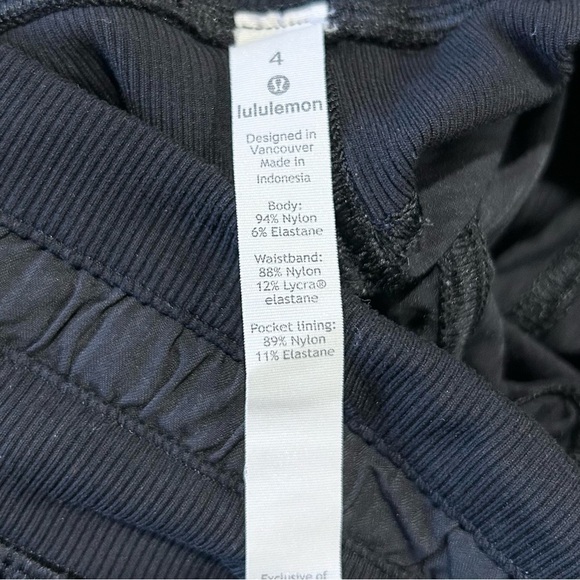 4
lululemon
Designed in
Vancouver
Made in
Indonesia
Body:
94% Nylon
6% Elastane
Waistband:
88% Nylon
12% Lycra®
elastane
Pocket lining:
89% Nylon
11% Elastane
Exclusive of